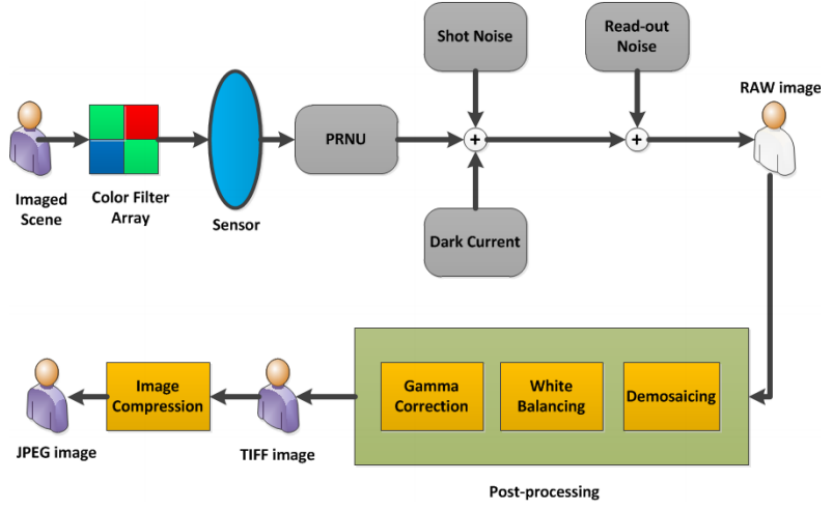 Shot Noise
Read-out
Noise
RAW image
PRNU
+
+
Imaged
Scene
Color Filter
Array
Sensor
Dark Current
Image
Compression
Gamma
Correction
White
Balancing
Demosaicing
JPEG image
TIFF image
Post-processing